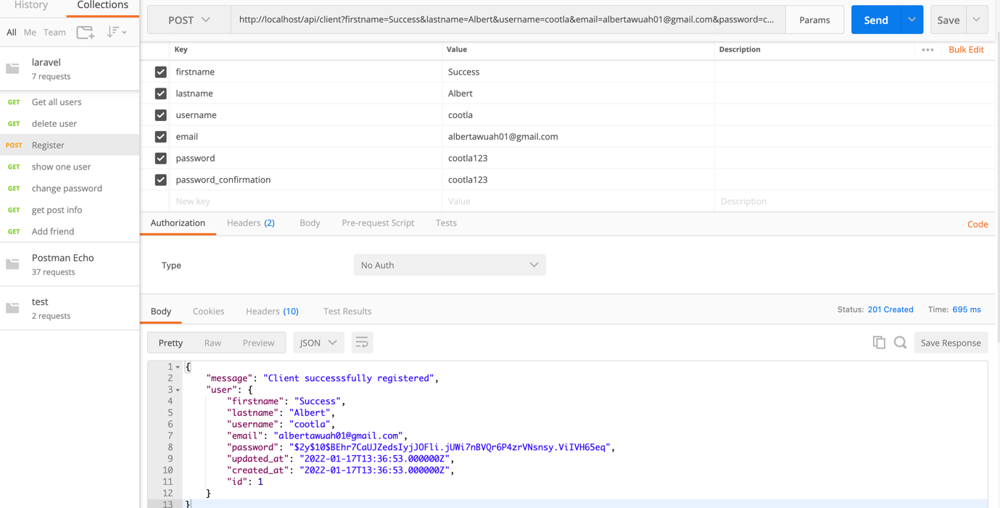 History Collections
All Me Team
laravel
7 requests
GET Get all users
GET delete user
POST Register
GET show one user
GET change password
GET get post info
GET Add friend
Postman Echo
37 requests
test
2 requests
POST http://localhost/api/client?firstname=Success&lastname=Albert&username=cootla&email=albertawuah01@gmail.com&password=c... Params Send Save
Key Value Description ••• Bulk Edit
firstname Success
lastname Albert
username cootla
email albertawuah01@gmail.com
password cootla123
password_confirmation cootla123
New key Value Description
Authorization Headers (2) Body Pre-request Script Tests Code
Type No Auth
Body Cookies Headers (10) Test Results Status: 201 Created Time: 695 ms
Pretty Raw Preview JSON Save Response
1 {
2 "message": "Client successsfully registered",
3 "user": {
4 "firstname": "Success",
5 "lastname": "Albert",
6 "username": "cootla",
7 "email": "albertawuah01@gmail.com",
8 "password": "$2y$10$BEhr7CaUJZedsIyjJOFli.jUWi7nBVQr6P4zrVNsnsy.ViIVH65eq",
9 "updated_at": "2022-01-17T13:36:53.000000Z",
10 "created_at": "2022-01-17T13:36:53.000000Z",
11 "id": 1
12 }
13 }